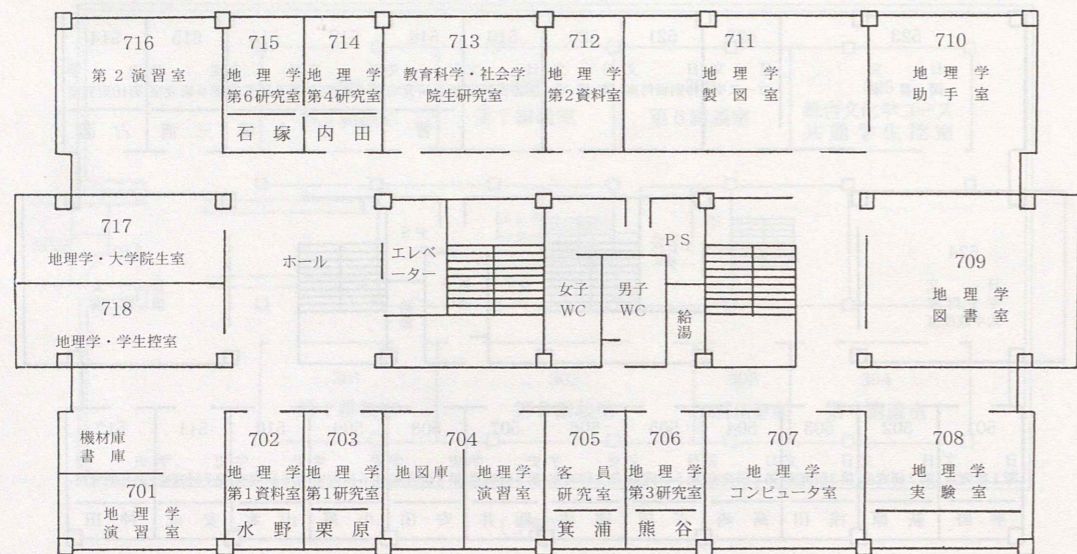 716
第2演習室
715
地理学
第6研究室
石塚
714
地理学
第4研究室
内田
713
教育科学・社会学
院生研究室
712
地理学
第2資料室
711
地理学
製図室
710
地理学
助手室
717
地理学・大学院生室
718
地理学・学生控室
ホール
エレベ
ーター
女子
WC
男子
WC
PS
給湯
709
地理学
図書室
機材庫
書庫
701
地理学
演習室
702
地理学
第1資料室
水野
703
地理学
第1研究室
栗原
704
地図庫
地理学
演習室
705
客員
研究室
箕浦
706
地理学
第3研究室
熊谷
707
地理学
コンピュータ室
708
地理学
実験室